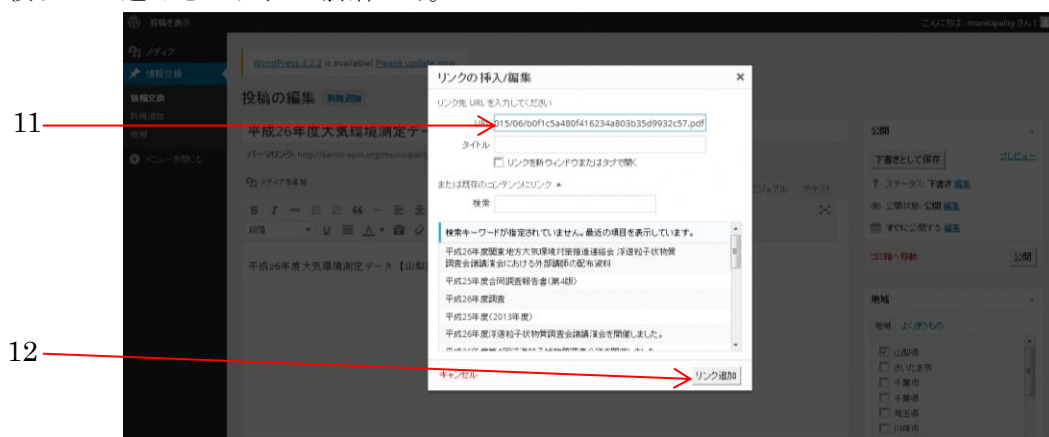 投稿を表示
こんにちは、municipality さん！
メディア
情報交換
WordPress 4.2.2 is available! Please update now.
リンクの挿入/編集
情報交換
新規追加
地域
投稿の編集 新規追加
リンク先 URL を入力してください
11
URL 015/06/b0f1c5a480f416234a803b35d9932c57.pdf
平成26年度大気環境測定デー
公開
タイトル
メニューを閉じる
下書きとして保存
プレビュー
リンクを新ウィンドウまたはタブで開く
メディアを追加
または既存のコンテンツにリンク
ビジュアル テキスト
ステータス: 下書き 編集
検索
公開状態: 公開 編集
段落
検索キーワードが指定されていません。最近の項目を表示しています。
すぐに公開する 編集
平成26年度関東地方大気環境対策推進連絡会 浮遊粒子状物質
調査会議講演会における外部講師の配布資料
平成26年度大気環境測定データ【山梨
ゴミ箱へ移動
公開
平成25年度合同調査報告書(第4版)
平成26年度調査
地域
平成25年度(2013年度)
地域 よく使うもの
平成26年度浮遊粒子状物質調査会議講演会を開催しました。
12
山梨県
さいたま市
キャンセル
リンク追加
千葉市
千葉県
埼玉県
川崎市